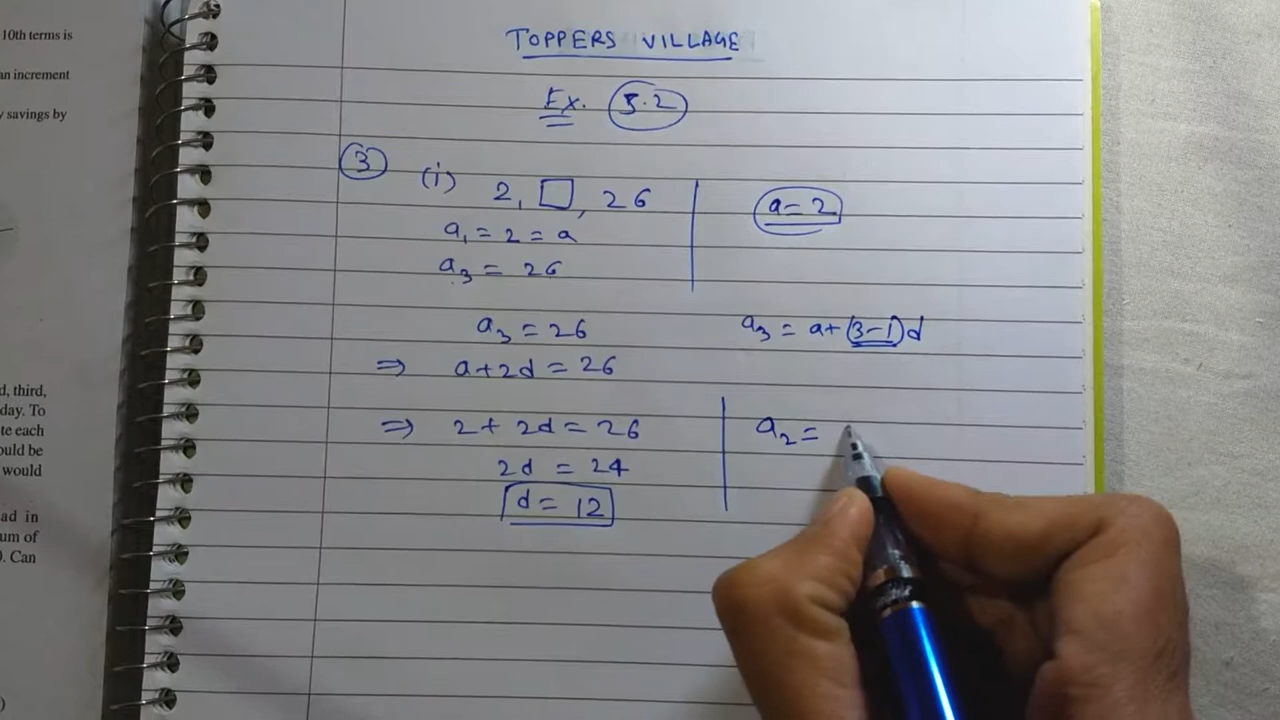 10th terms is
an increment
savings by
d, third,
day. To
te each
ould be
would
ad in
um of
). Can
TOPPERS VILLAGE
Ex. 5.2
3 (i) 2, □, 26
a₁ = 2 = a
a₃ = 26
a = 2
a₃ = 26
a₃ = a+(3-1)d
⇒ a+2d = 26
⇒ 2 + 2d = 26
2d = 24
d = 12
a₂ =